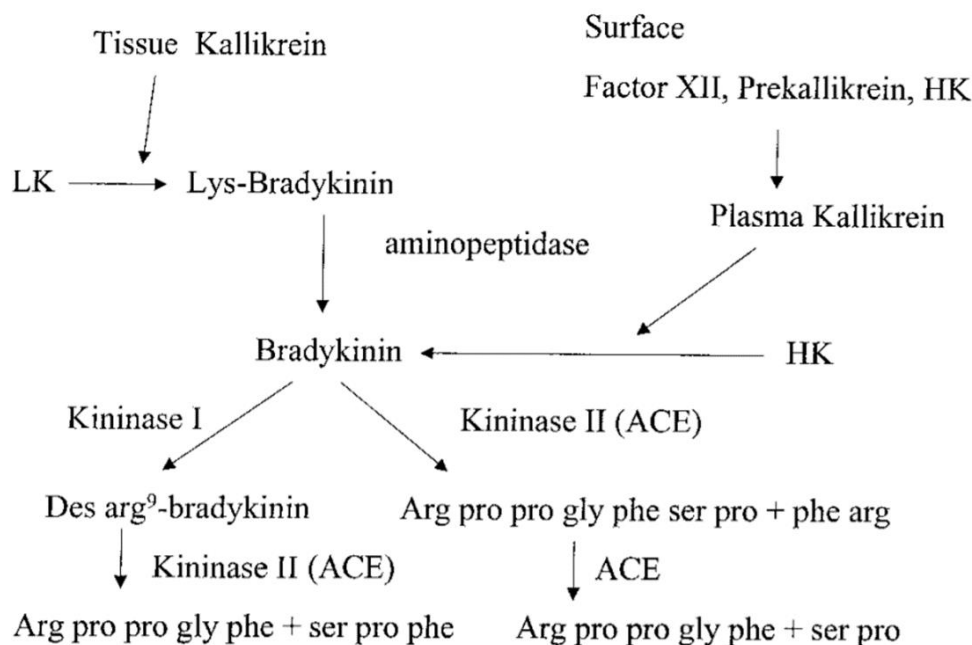 Tissue Kallikrein
Surface
Factor XII, Prekallikrein, HK
LK
Lys-Bradykinin
Plasma Kallikrein
aminopeptidase
Bradykinin
HK
Kininase I
Kininase II (ACE)
Des arg⁹-bradykinin
Arg pro pro gly phe ser pro + phe arg
Kininase II (ACE)
ACE
Arg pro pro gly phe + ser pro phe
Arg pro pro gly phe + ser pro